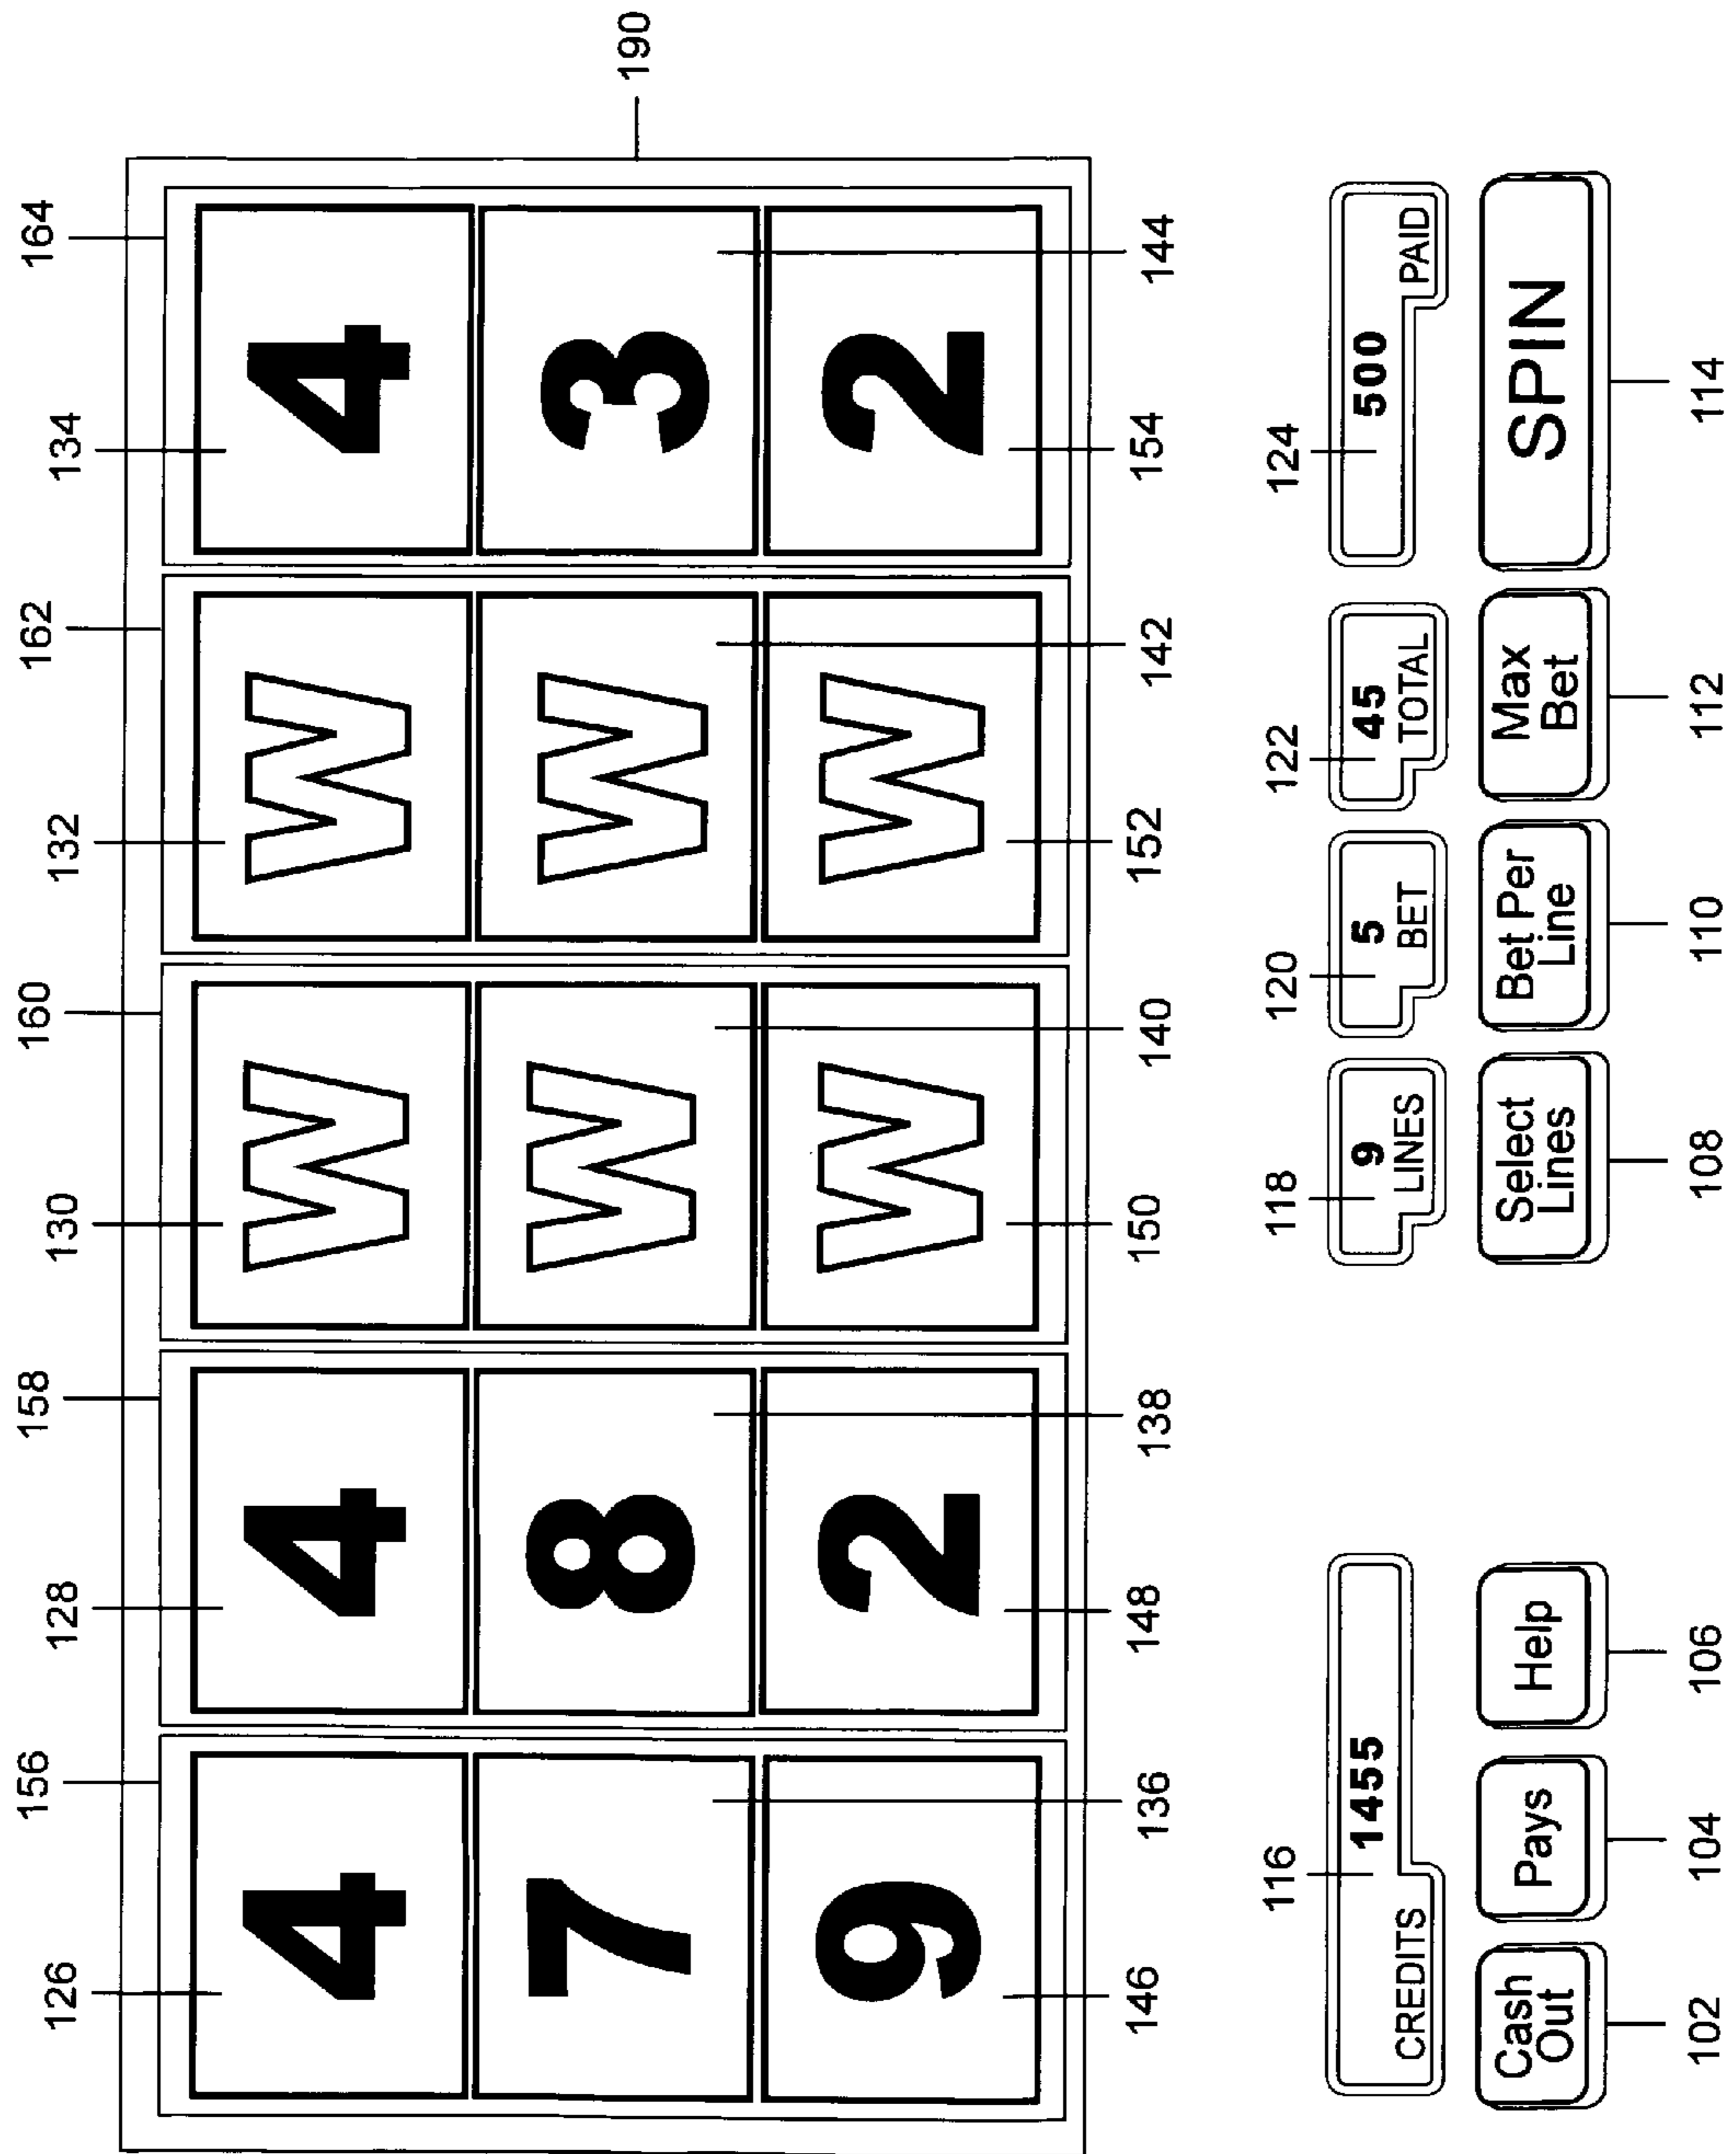 156 158 160 162 164
126 128 130 132 134
4 4 W W 4
190
7 8 W W 3
9 2 W W 2
136 138 140 142 144
146 148 150 152 154
116 118 120 122 124
1455 9 5 45 500
CREDITS LINES BET TOTAL PAID
Cash Pays Help Select Bet Per Max SPIN
Out Lines Line Bet
102 104 106 108 110 112 114